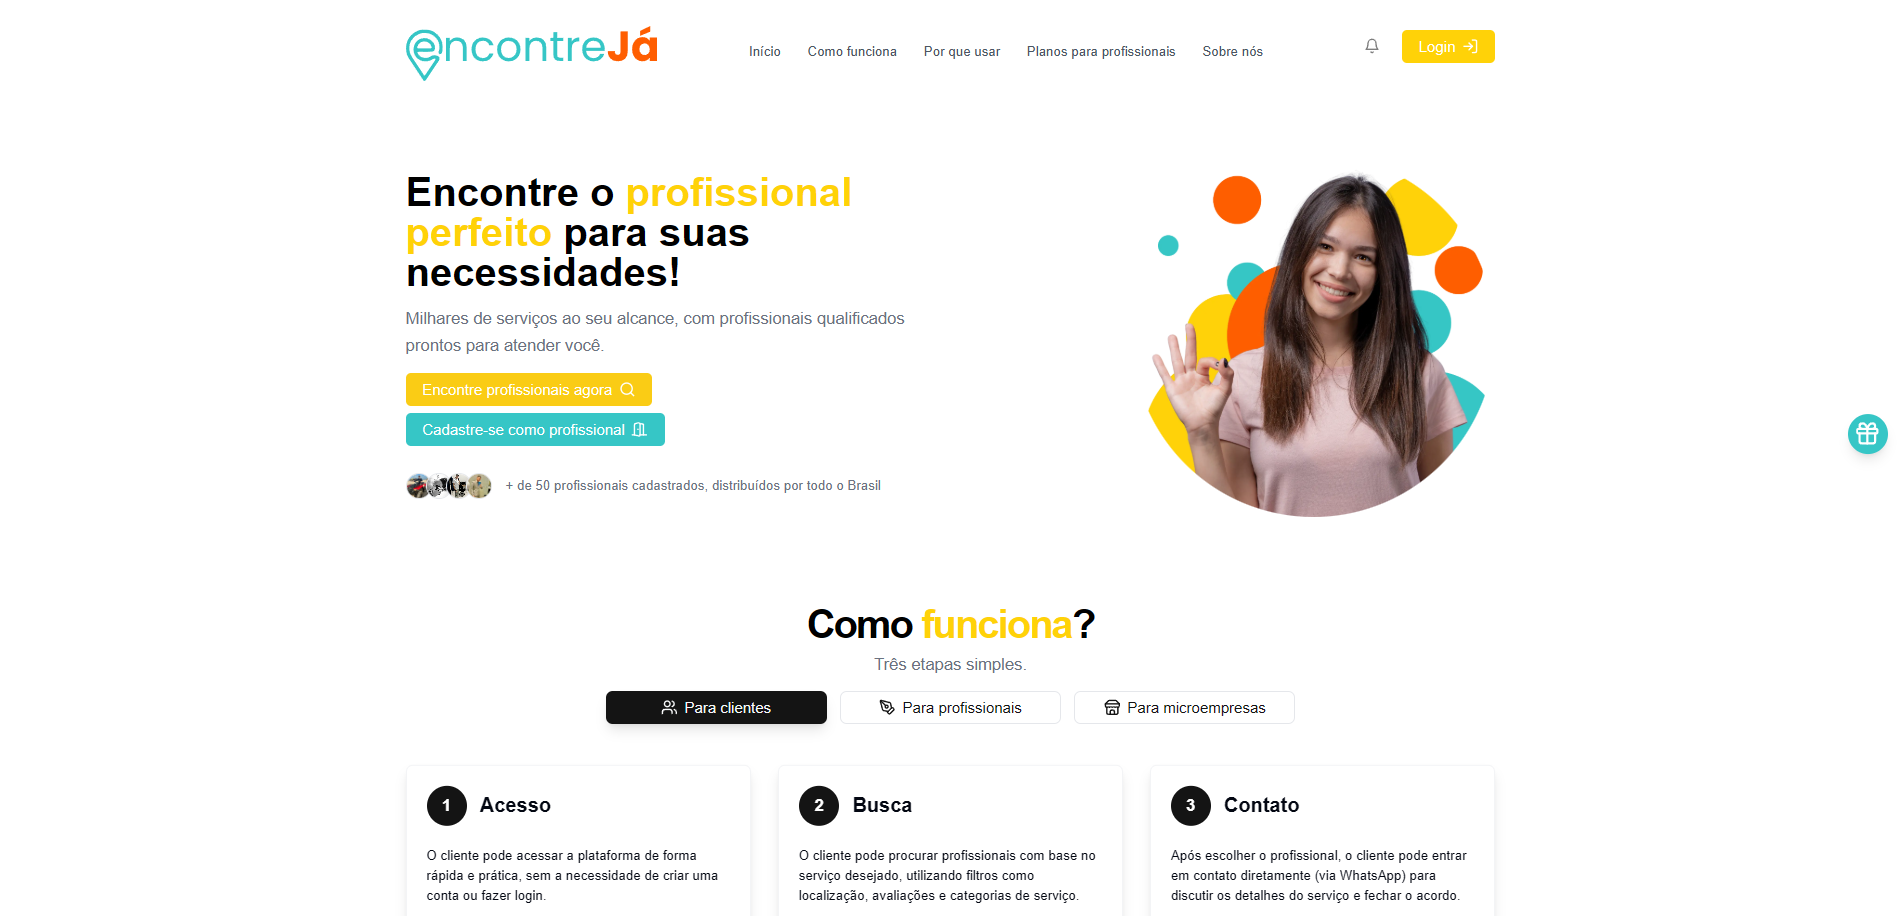 encontreJá
Início
Como funciona
Por que usar
Planos para profissionais
Sobre nós
Login
Encontre o profissional
perfeito para suas
necessidades!
Milhares de serviços ao seu alcance, com profissionais qualificados
prontos para atender você.
Encontre profissionais agora
Cadastre-se como profissional
+ de 50 profissionais cadastrados, distribuídos por todo o Brasil
Como funciona?
Três etapas simples.
Para clientes
Para profissionais
Para microempresas
1 Acesso
O cliente pode acessar a plataforma de forma
rápida e prática, sem a necessidade de criar uma
conta ou fazer login.
2 Busca
O cliente pode procurar profissionais com base no
serviço desejado, utilizando filtros como
localização, avaliações e categorias de serviço.
3 Contato
Após escolher o profissional, o cliente pode entrar
em contato diretamente (via WhatsApp) para
discutir os detalhes do serviço e fechar o acordo.